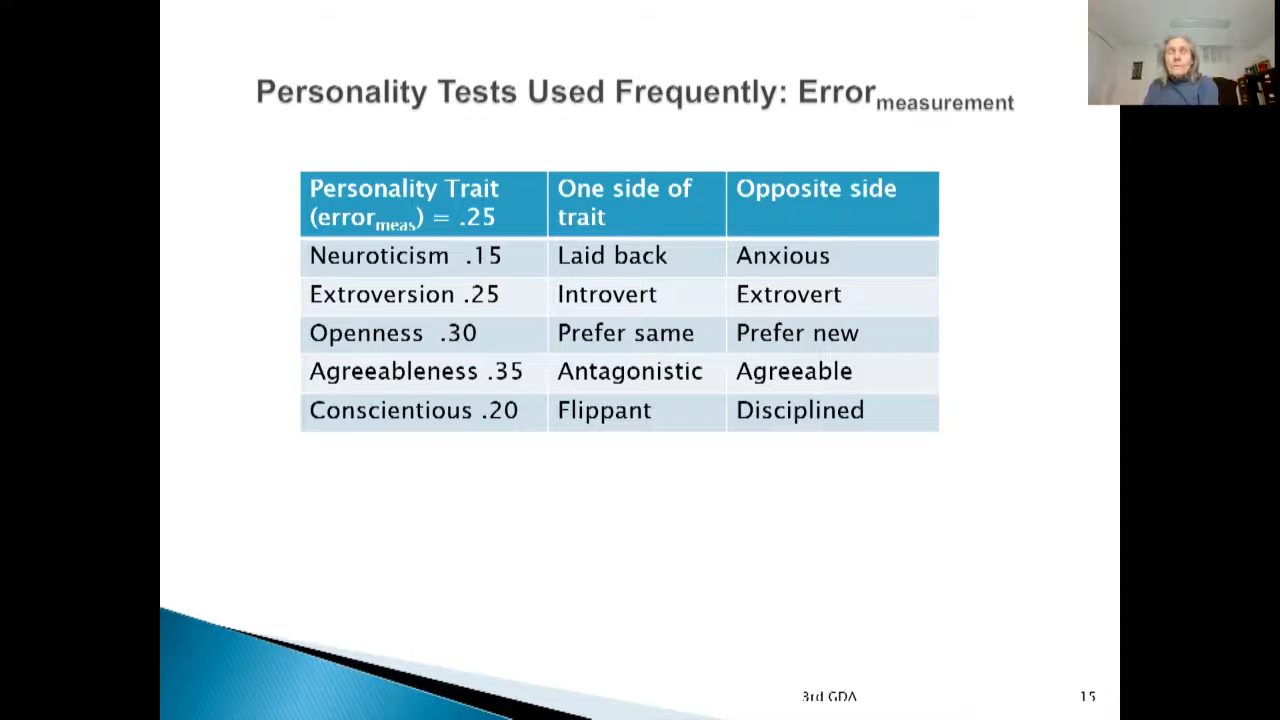 Personality Tests Used Frequently: Errormeasurement
Personality Trait One side of Opposite side
(errormeas) = .25 trait
Neuroticism .15 Laid back Anxious
Extroversion .25 Introvert Extrovert
Openness .30 Prefer same Prefer new
Agreeableness .35 Antagonistic Agreeable
Conscientious .20 Flippant Disciplined
3rd GDA 15